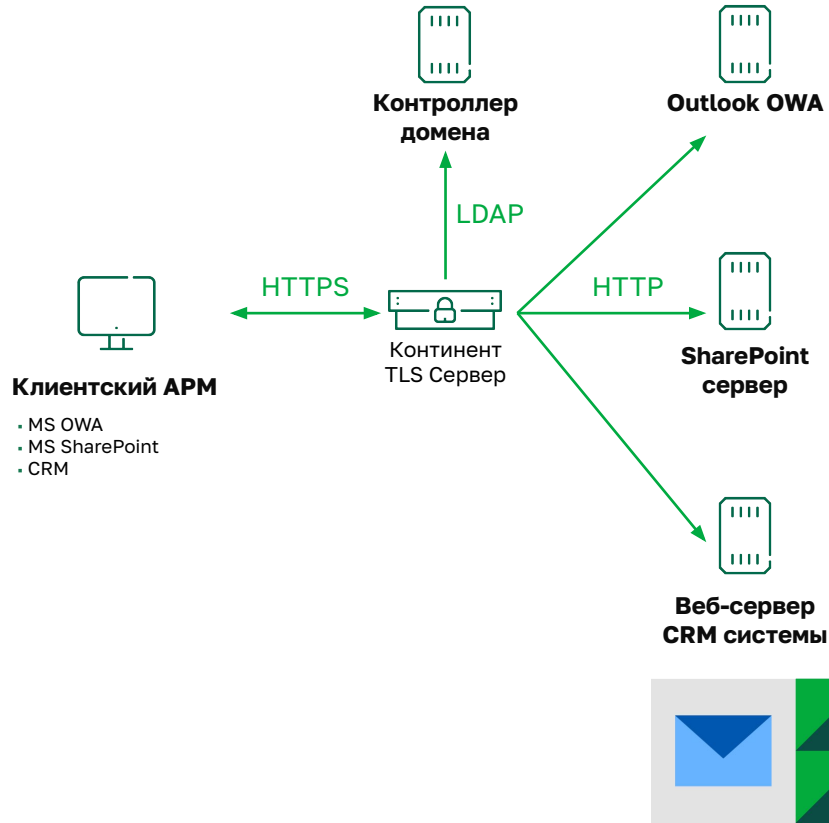 Контроллер
домена
Outlook OWA
LDAP
HTTPS
HTTP
Континент
TLS Сервер
SharePoint
сервер
Клиентский АРМ
▪ MS OWA
▪ MS SharePoint
▪ CRM
Веб-сервер
CRM системы